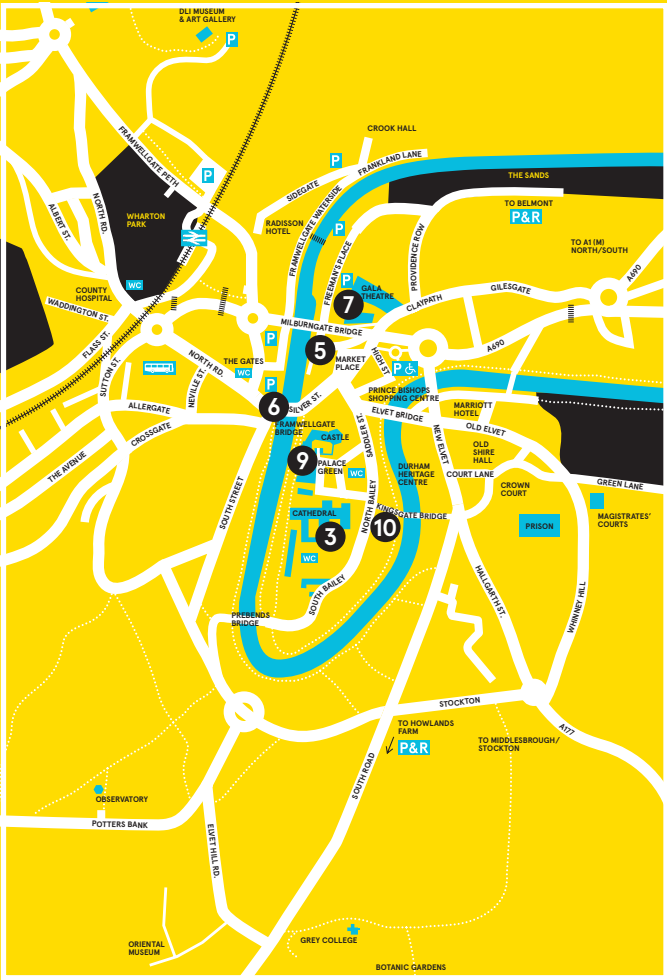 DLI MUSEUM
& ART GALLERY
P
CROOK HALL
FRAMWELLGATE PETH
P
FRANKLAND LANE
P
SIDEGATE
THE SANDS
NORTH RD.
ALBERT ST.
WHARTON
PARK
RADISSON
HOTEL
FRAMWELLGATE WATERSIDE
P
FREEMAN'S PLACE
PROVIDENCE ROW
TO BELMONT
P&R
TO A1 (M)
NORTH/SOUTH
A690
COUNTY
HOSPITAL
WC
P
GALA
THEATRE
7
CLAYPATH
GILESGATE
WADDINGTON ST.
FLASS ST.
MILBURNGATE BRIDGE
P
5
MARKET
PLACE
HIGH ST
A690
SUTTON ST.
NORTH RD.
NEVILLE ST.
THE GATES
WC
P
P
PRINCE BISHOPS
SHOPPING CENTRE
ALLERGATE
CROSSGATE
6
SILVER ST.
FRAMWELLGATE
BRIDGE
SADDLER ST.
ELVET BRIDGE
MARRIOTT
HOTEL
OLD ELVET
NEW ELVET
CASTLE
THE AVENUE
9
PALACE
GREEN
WC
DURHAM
HERITAGE
CENTRE
OLD
SHIRE
HALL
COURT LANE
CROWN
COURT
GREEN LANE
SOUTH STREET
NORTH BAILEY
KINGSGATE BRIDGE
CATHEDRAL
3
10
PRISON
MAGISTRATES'
COURTS
WC
SOUTH BAILEY
HALLGARTH ST.
WHINNEY HILL
PREBENDS
BRIDGE
STOCKTON
A177
TO HOWLANDS
FARM
P&R
TO MIDDLESBROUGH/
STOCKTON
SOUTH ROAD
OBSERVATORY
POTTERS BANK
ELVET HILL RD.
ORIENTAL
MUSEUM
GREY COLLEGE
BOTANIC GARDENS